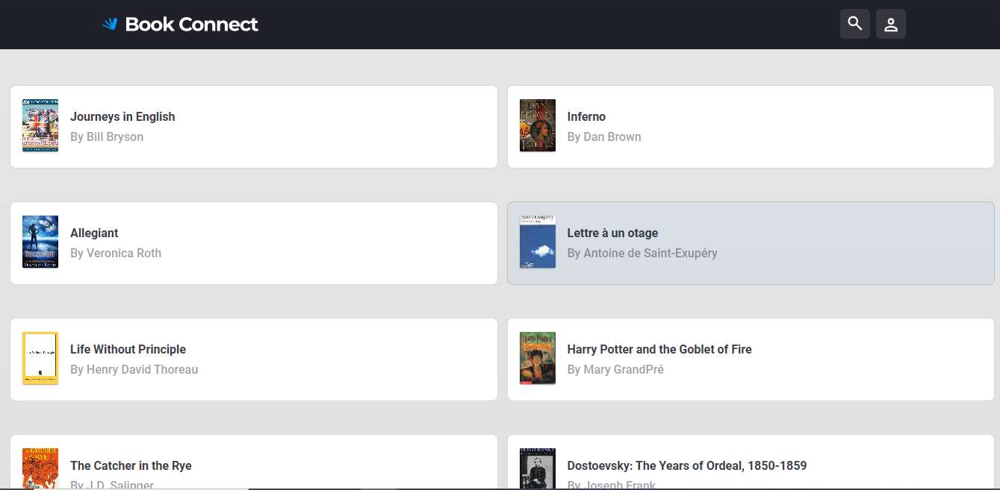 Book Connect
Journeys in English
By Bill Bryson
Inferno
By Dan Brown
Allegiant
By Veronica Roth
Lettre à un otage
By Antoine de Saint-Exupéry
Life Without Principle
By Henry David Thoreau
Harry Potter and the Goblet of Fire
By Mary GrandPré
The Catcher in the Rye
By J.D. Salinger
Dostoevsky: The Years of Ordeal, 1850-1859
By Joseph Frank